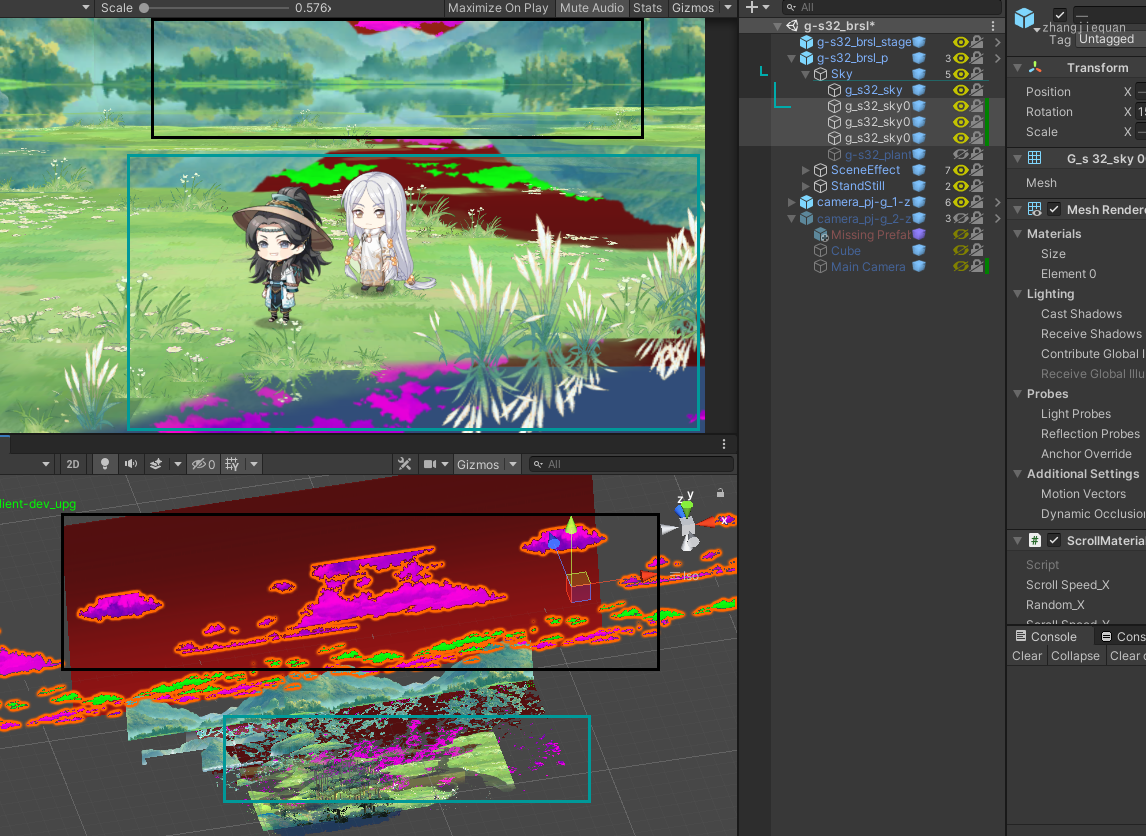 Scale 0.576x Maximize On Play Mute Audio Stats Gizmos
All
g-s32_brsl*
g-s32_brsl_stage
g-s32_brsl_p 3
Sky 5
g_s32_sky
g_s32_sky0
g_s32_sky0
g_s32_sky0
g-s32_plant
SceneEffect 7
StandStill 2
camera_pj-g_1-z 6
camera_pj-g_2-z 3
Missing Prefab
Cube
Main Camera
zhangjiequan
Tag Untagged
Transform
Position X
Rotation X 15
Scale X
G_s 32_sky 0
Mesh
Mesh Rendere
Materials
Size
Element 0
Lighting
Cast Shadows
Receive Shadows
Contribute Global I
Receive Global Illu
Probes
Light Probes
Reflection Probes
Anchor Override
Additional Settings
Motion Vectors
Dynamic Occlusion
ScrollMaterial
Script
Scroll Speed_X
Random_X
Scroll Speed_Y
Console Cons
Clear Collapse Clear o
2D 0 Gizmos All
lient-dev_upg
z y
x
Iso